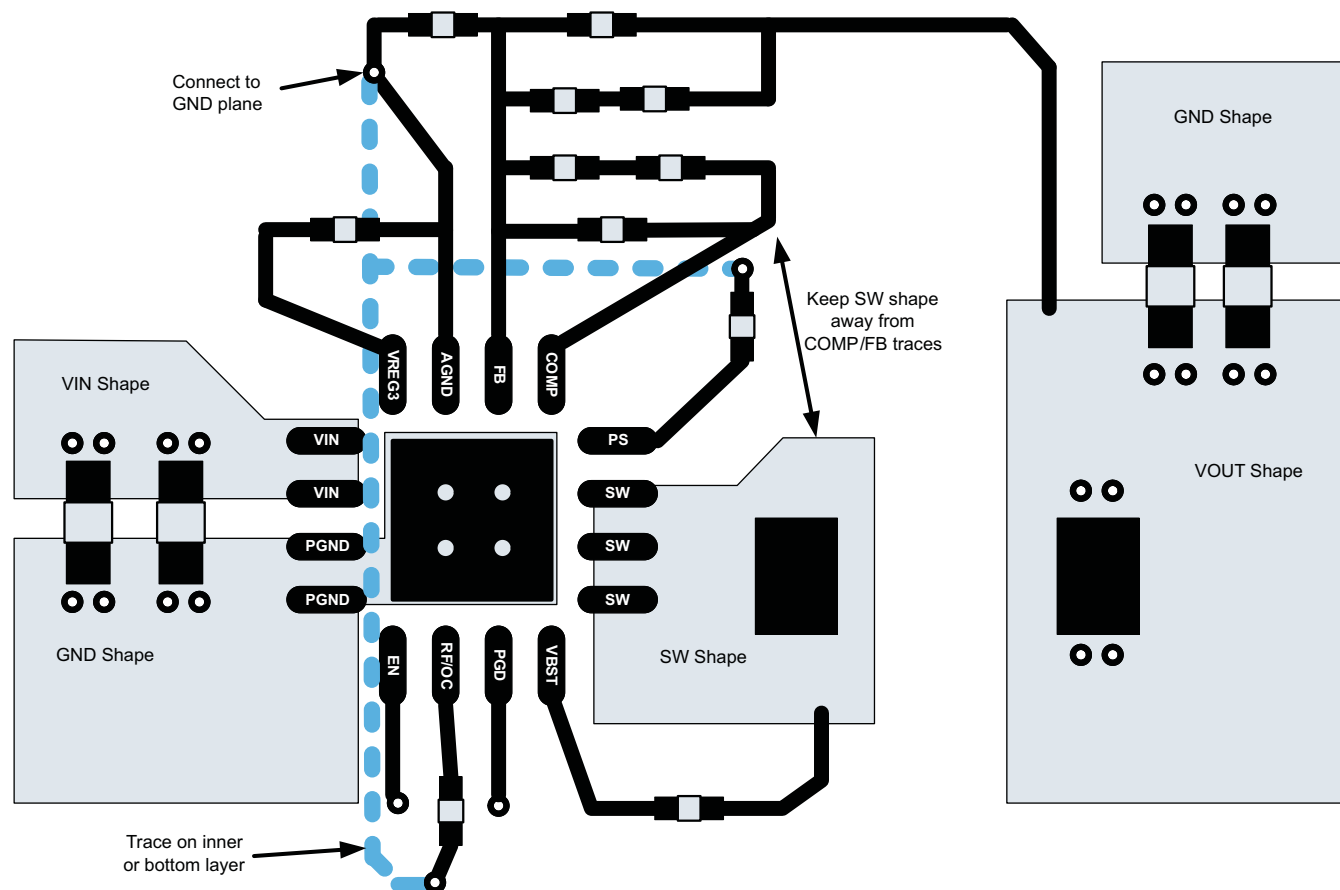 Connect to
GND plane
GND Shape
Keep SW shape
away from
COMP/FB traces
VREG3
AGND
FB
COMP
VIN Shape
VIN
PS
VIN
SW
VOUT Shape
PGND
SW
PGND
SW
GND Shape
EN
RF/OC
PGD
VBST
SW Shape
Trace on inner
or bottom layer